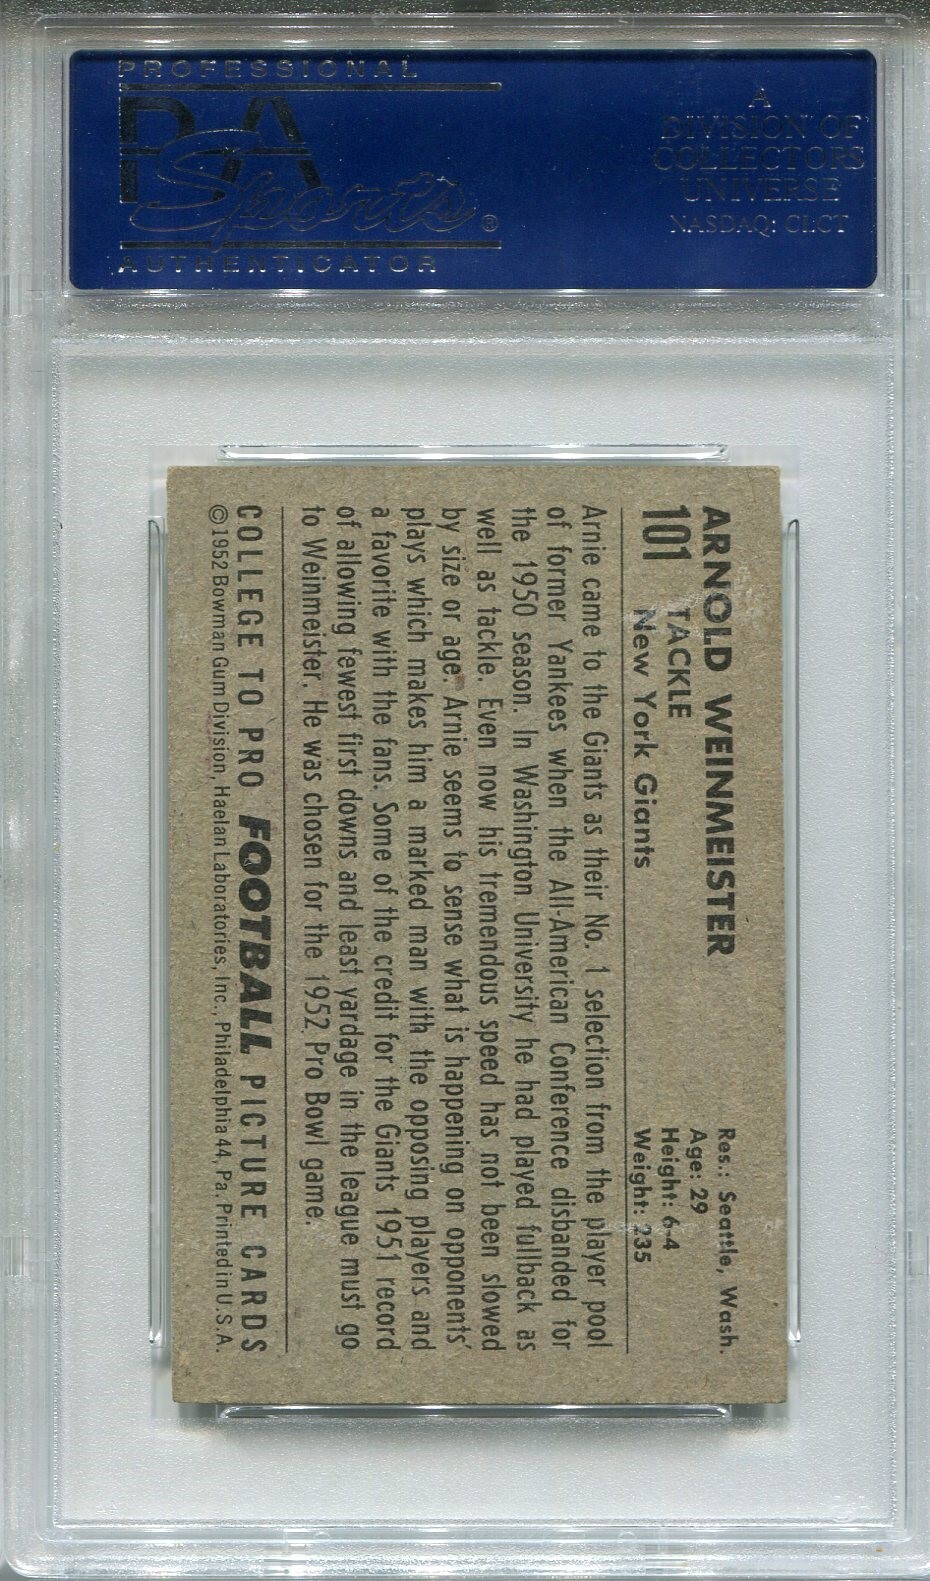 PROFESSIONAL
PSA
Sports®
AUTHENTICATOR
A
DIVISION OF
COLLECTORS
UNIVERSE
NASDAQ: CLCT
ARNOLD WEINMEISTER
101 TACKLE
New York Giants
Res.: Seattle, Wash.
Age: 29
Height: 6-4
Weight: 235
Arnie came to the Giants as their No. 1 selection from the player pool
of former Yankees when the All-American Conference disbanded for
the 1950 season. In Washington University he had played fullback as
well as tackle. Even now his tremendous speed has not been slowed
by size or age. Arnie seems to sense what is happening on opponents'
plays which makes him a marked man with the opposing players and
a favorite with the fans. Some of the credit for the Giants 1951 record
of allowing fewest first downs and least yardage in the league must go
to Weinmeister. He was chosen for the 1952 Pro Bowl game.
COLLEGE TO PRO FOOTBALL PICTURE CARDS
©1952 Bowman Gum Division, Haelan Laboratories, Inc., Philadelphia 44, Pa. Printed in U.S.A.